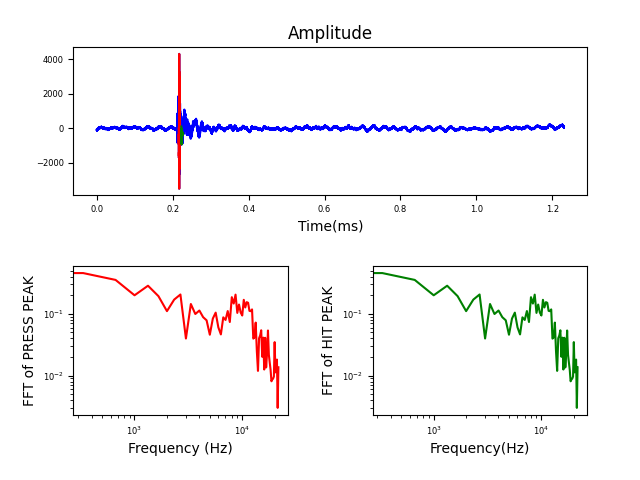 Amplitude
4000
2000
0
−2000
0.0 0.2 0.4 0.6 0.8 1.0 1.2
Time(ms)
FFT of PRESS PEAK
10⁻¹
10⁻²
10³ 10⁴
Frequency (Hz)
FFT of HIT PEAK
10⁻¹
10⁻²
10³ 10⁴
Frequency(Hz)